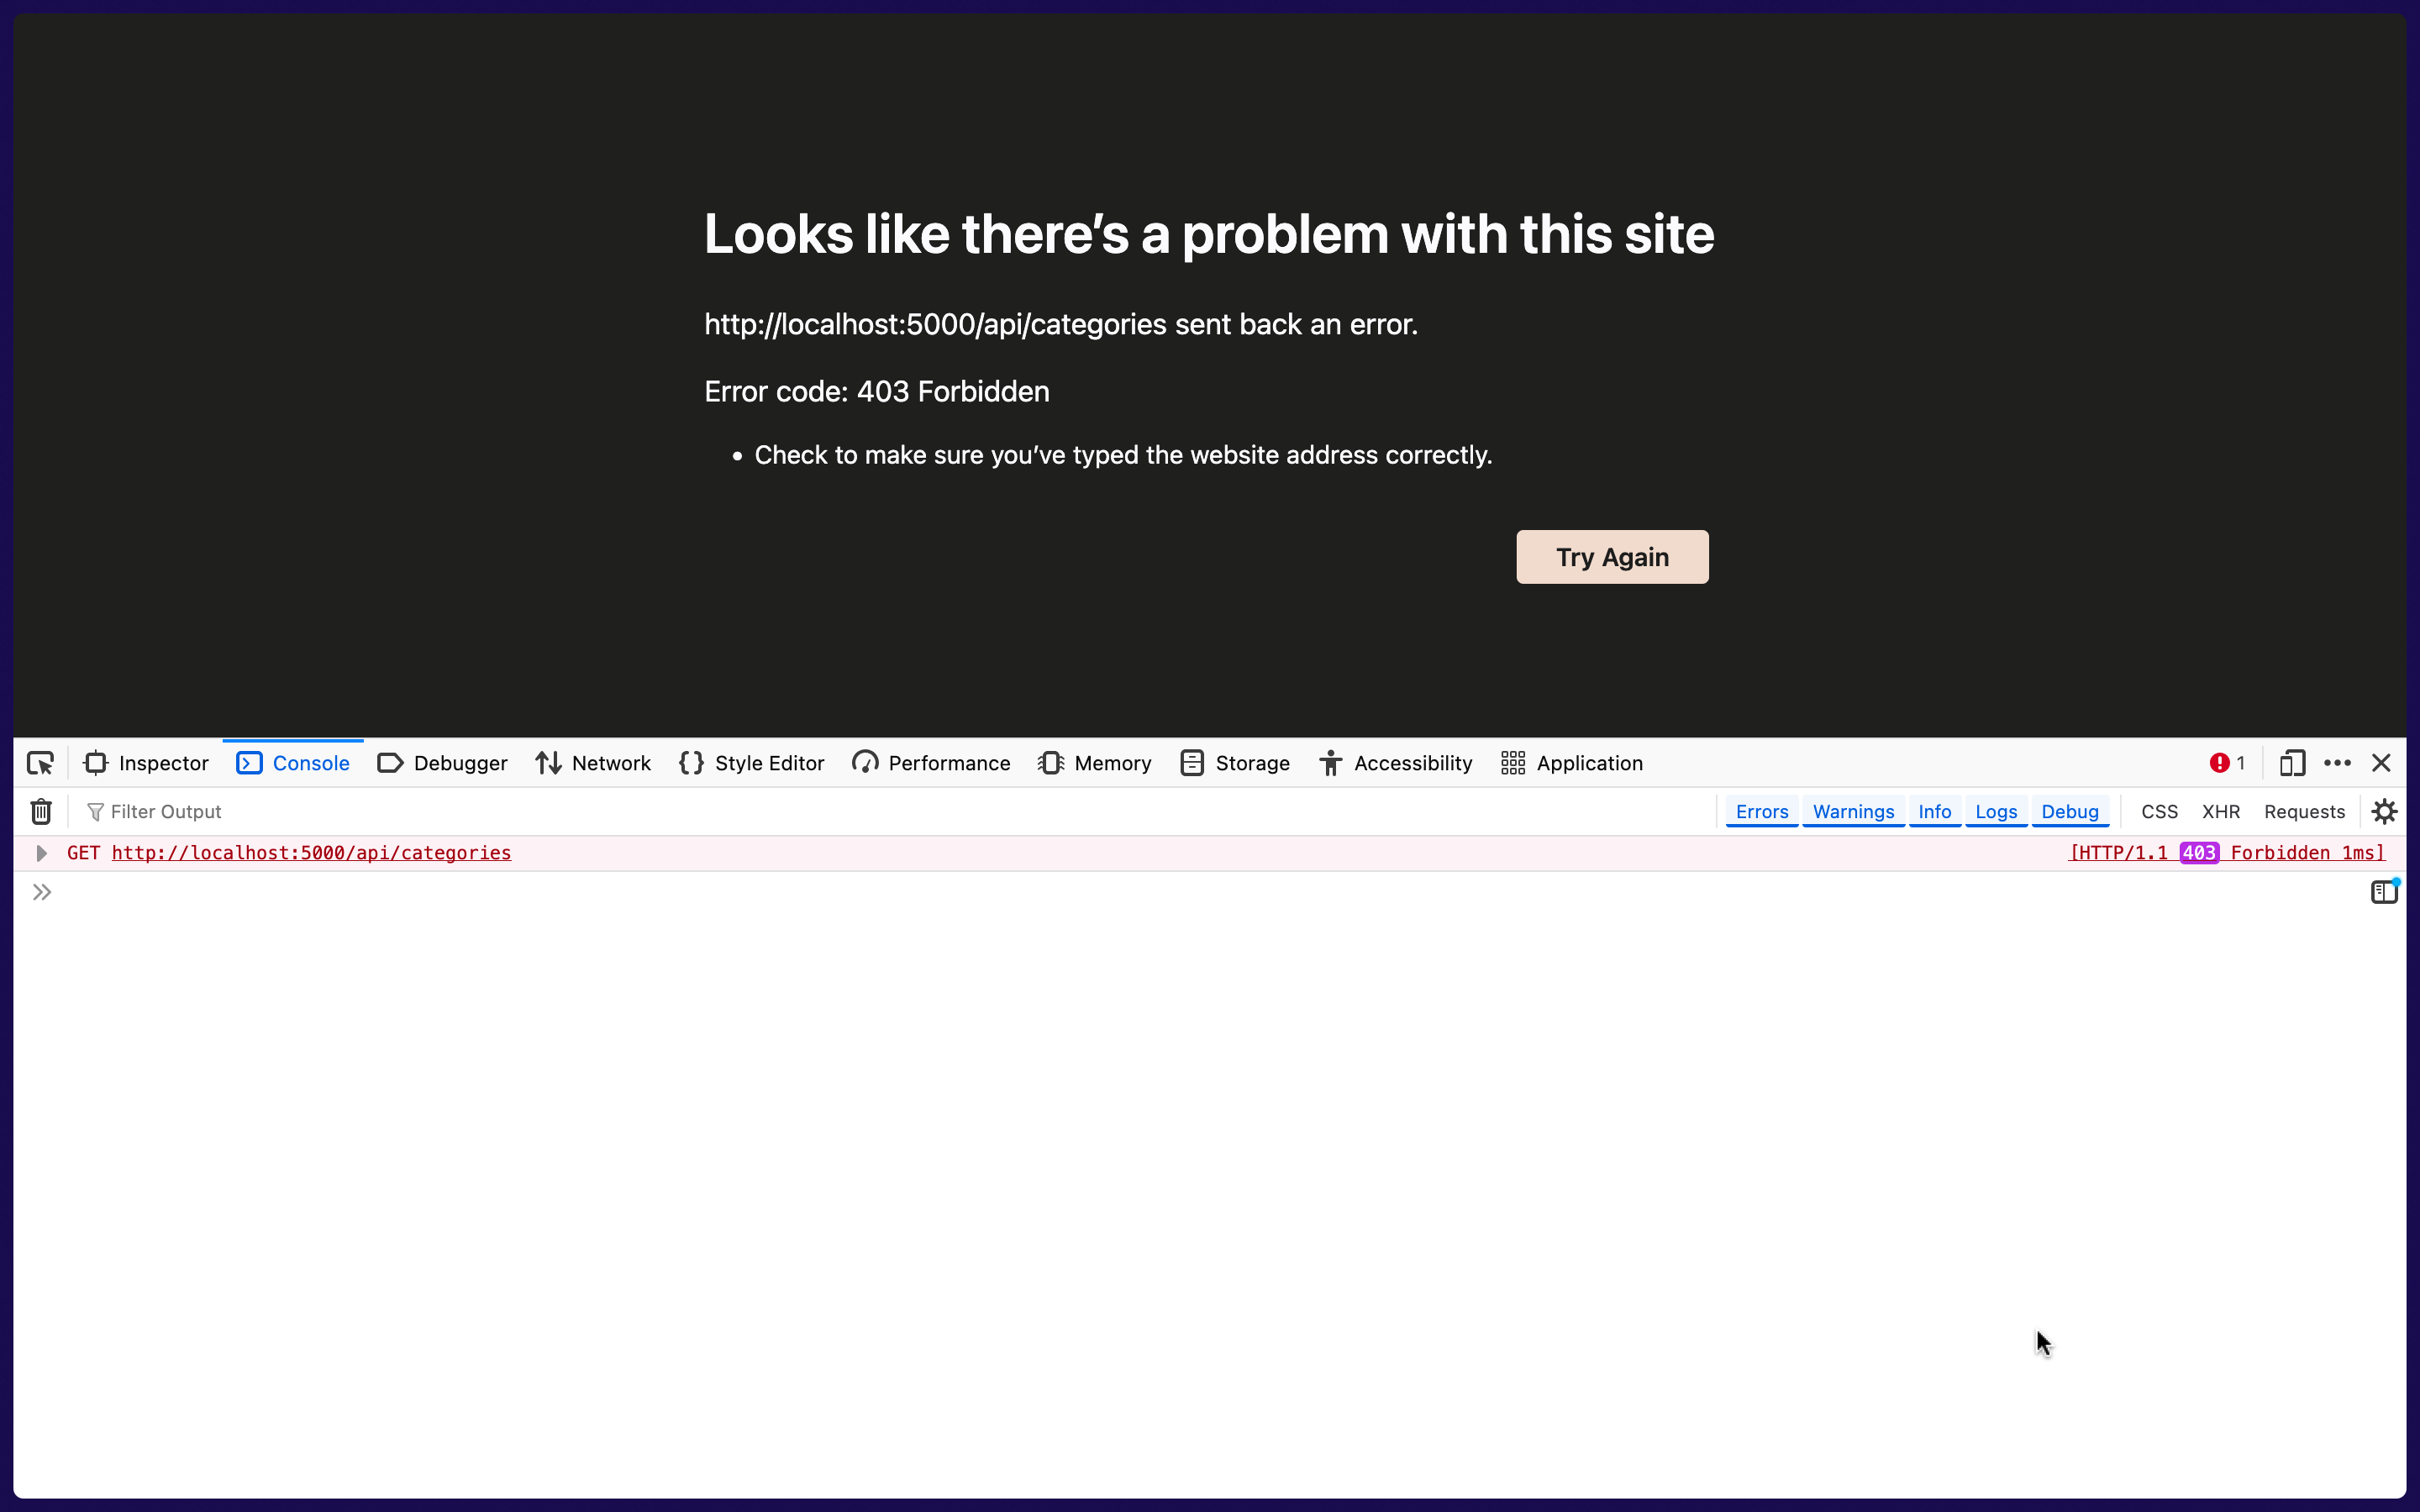 Looks like there’s a problem with this site
http://localhost:5000/api/categories sent back an error.
Error code: 403 Forbidden
• Check to make sure you’ve typed the website address correctly.
Try Again
Inspector Console Debugger Network Style Editor Performance Memory Storage Accessibility Application 1
Filter Output Errors Warnings Info Logs Debug CSS XHR Requests
GET http://localhost:5000/api/categories [HTTP/1.1 403 Forbidden 1ms]